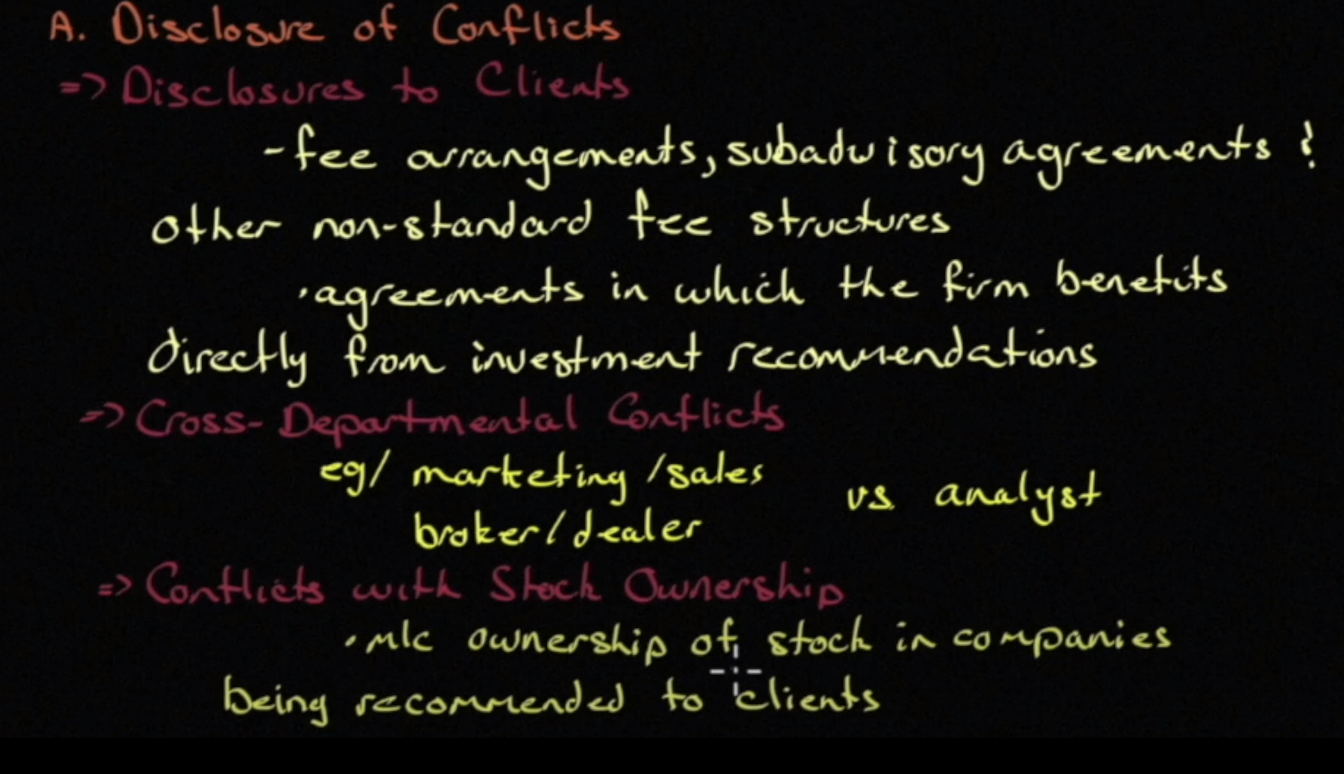 A. Disclosure of Conflicts
=> Disclosures to Clients
- fee arrangements, subadvisory agreements &
other non-standard fee structures
• agreements in which the firm benefits
directly from investment recommendations
=> Cross-Departmental Conflicts
eg/ marketing /sales
vs analyst
broker/dealer
=> Conflicts with Stock Ownership
• m/c ownership of stock in companies
being recommended to clients